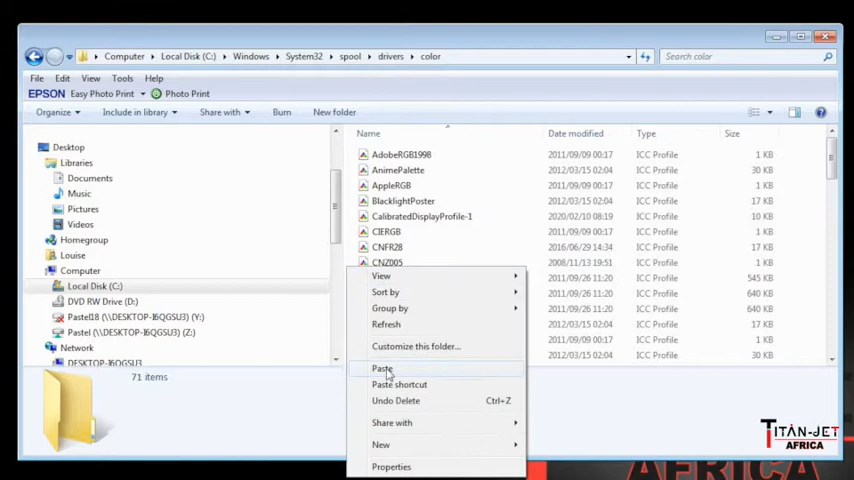 Computer Local Disk (C:) Windows System32 spool drivers color Search color
File Edit View Tools Help
EPSON Easy Photo Print Photo Print
Organize Include in library Share with Burn New folder
Name Date modified Type Size
Desktop
Libraries
Documents
Music
Pictures
Videos
Homegroup
Louise
Computer
Local Disk (C:)
DVD RW Drive (D:)
Pastel18 (\\DESKTOP-I6QGSU3) (Y:)
Pastel (\\DESKTOP-I6QGSU3) (Z:)
Network
DESKTOP-I6QGSU3
AdobeRGB1998 2011/09/09 00:17 ICC Profile 1 KB
AnimePalette 2012/03/15 02:04 ICC Profile 30 KB
AppleRGB 2011/09/09 00:17 ICC Profile 1 KB
BlacklightPoster 2012/03/15 02:04 ICC Profile 17 KB
CalibratedDisplayProfile-1 2020/02/10 08:19 ICC Profile 10 KB
CIERGB 2011/09/09 00:17 ICC Profile 1 KB
CNFR28 2016/06/29 14:34 ICC Profile 17 KB
CNZ005 2008/11/13 19:51 ICC Profile 1 KB
2011/09/26 11:20 ICC Profile 545 KB
2011/09/26 11:20 ICC Profile 640 KB
2011/09/26 11:20 ICC Profile 640 KB
2012/03/15 02:04 ICC Profile 30 KB
2012/03/15 02:04 ICC Profile 17 KB
2011/09/26 11:20 ICC Profile 640 KB
View
Sort by
Group by
Refresh
Customize this folder...
Paste
Paste shortcut
Undo Delete Ctrl+Z
Share with
New
Properties
71 items
TITAN-JET
AFRICA
AFRICA